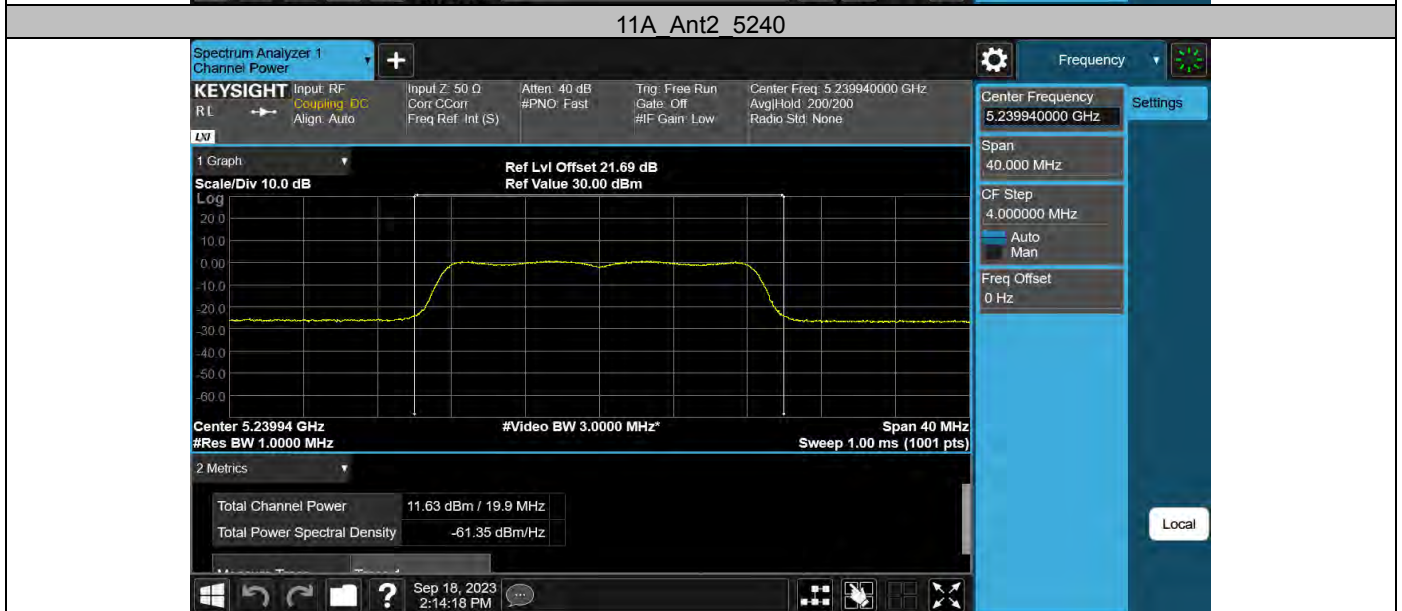 11A_Ant2_5240
Spectrum Analyzer 1
Channel Power
+
Frequency
KEYSIGHT
RL
LXI
Input: RF
Coupling: DC
Align: Auto
Input Z: 50 Ω
Corr CCorr
Freq Ref: Int (S)
Atten: 40 dB
#PNO: Fast
Trig: Free Run
Gate: Off
#IF Gain: Low
Center Freq: 5.239940000 GHz
Avg|Hold: 200/200
Radio Std: None
Center Frequency
5.239940000 GHz
Settings
Span
40.000 MHz
CF Step
4.000000 MHz
Auto
Man
Freq Offset
0 Hz
1 Graph
Scale/Div 10.0 dB
Ref Lvl Offset 21.69 dB
Ref Value 30.00 dBm
Log
20.0
10.0
0.00
-10.0
-20.0
-30.0
-40.0
-50.0
-60.0
Center 5.23994 GHz
#Res BW 1.0000 MHz
#Video BW 3.0000 MHz*
Span 40 MHz
Sweep 1.00 ms (1001 pts)
2 Metrics
Total Channel Power 11.63 dBm / 19.9 MHz
Total Power Spectral Density -61.35 dBm/Hz
Local
?
Sep 18, 2023
2:14:18 PM